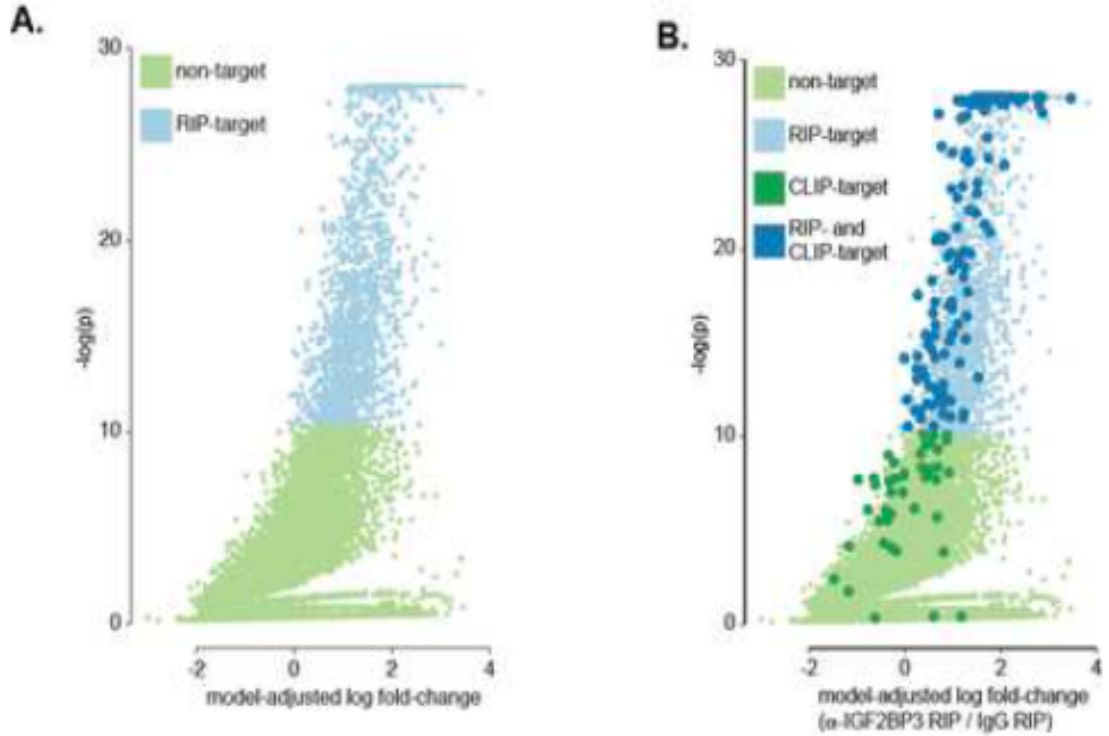 A.
30
non-target
RIP-target
20
-log(p)
10
0
-2 0 2 4
model-adjusted log fold-change
B.
30
non-target
RIP-target
CLIP-target
RIP- and
CLIP-target
20
-log(p)
10
0
-2 0 2 4
model-adjusted log fold-change
(α-IGF2BP3 RIP / IgG RIP)